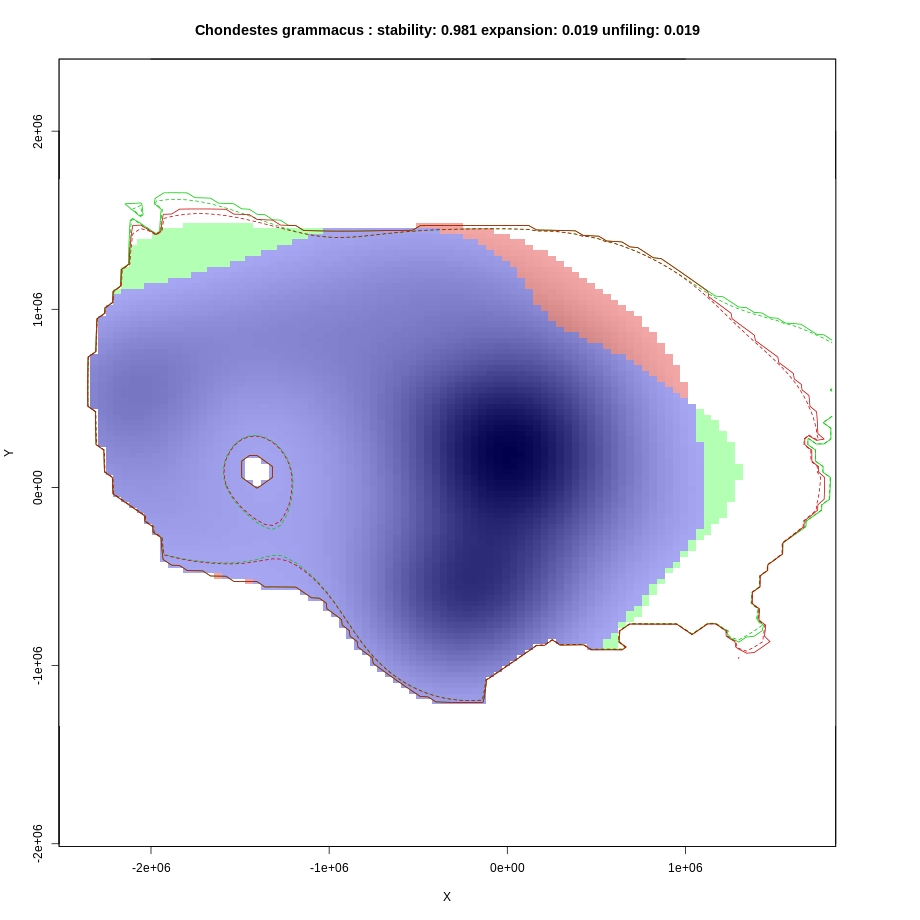 Chondestes grammacus : stability: 0.981 expansion: 0.019 unfiling: 0.019
2e+06
1e+06
Y
0e+00
-1e+06
-2e+06
-2e+06 -1e+06 0e+00 1e+06
X